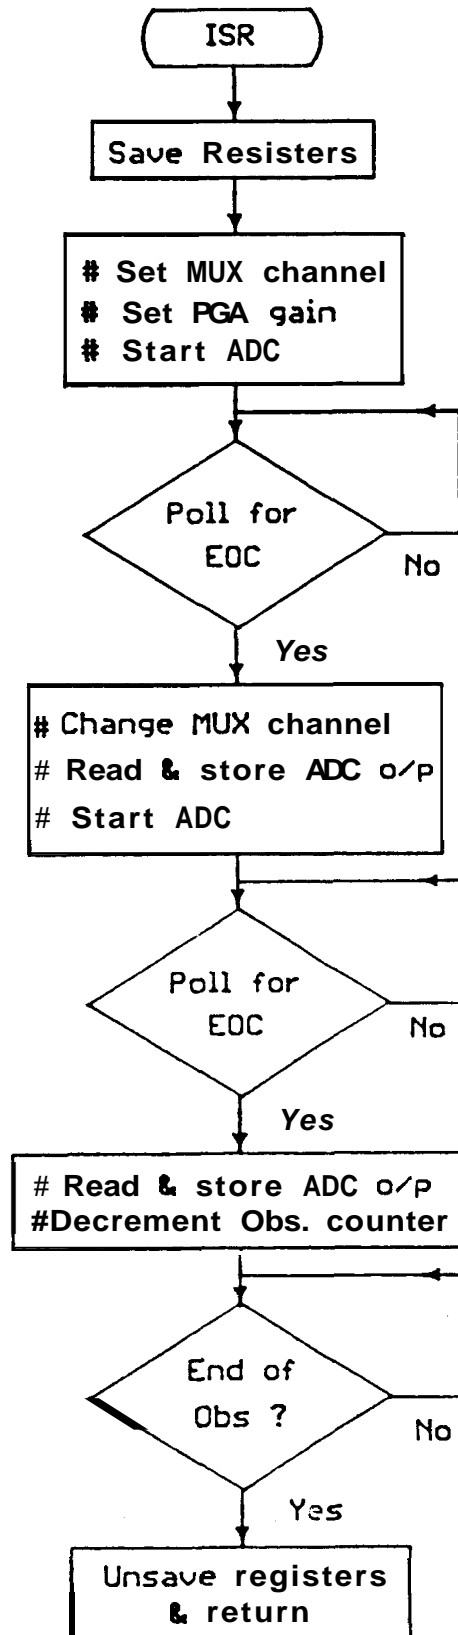 ISR
Save Resisters
# Set MUX channel
# Set PGA gain
# Start ADC
Poll for
EOC
No
Yes
# Change MUX channel
# Read & store ADC o/p
# Start ADC
Poll for
EOC
No
Yes
# Read & store ADC o/p
#Decrement Obs. counter
End of
Obs ?
No
Yes
Unsave registers
& return